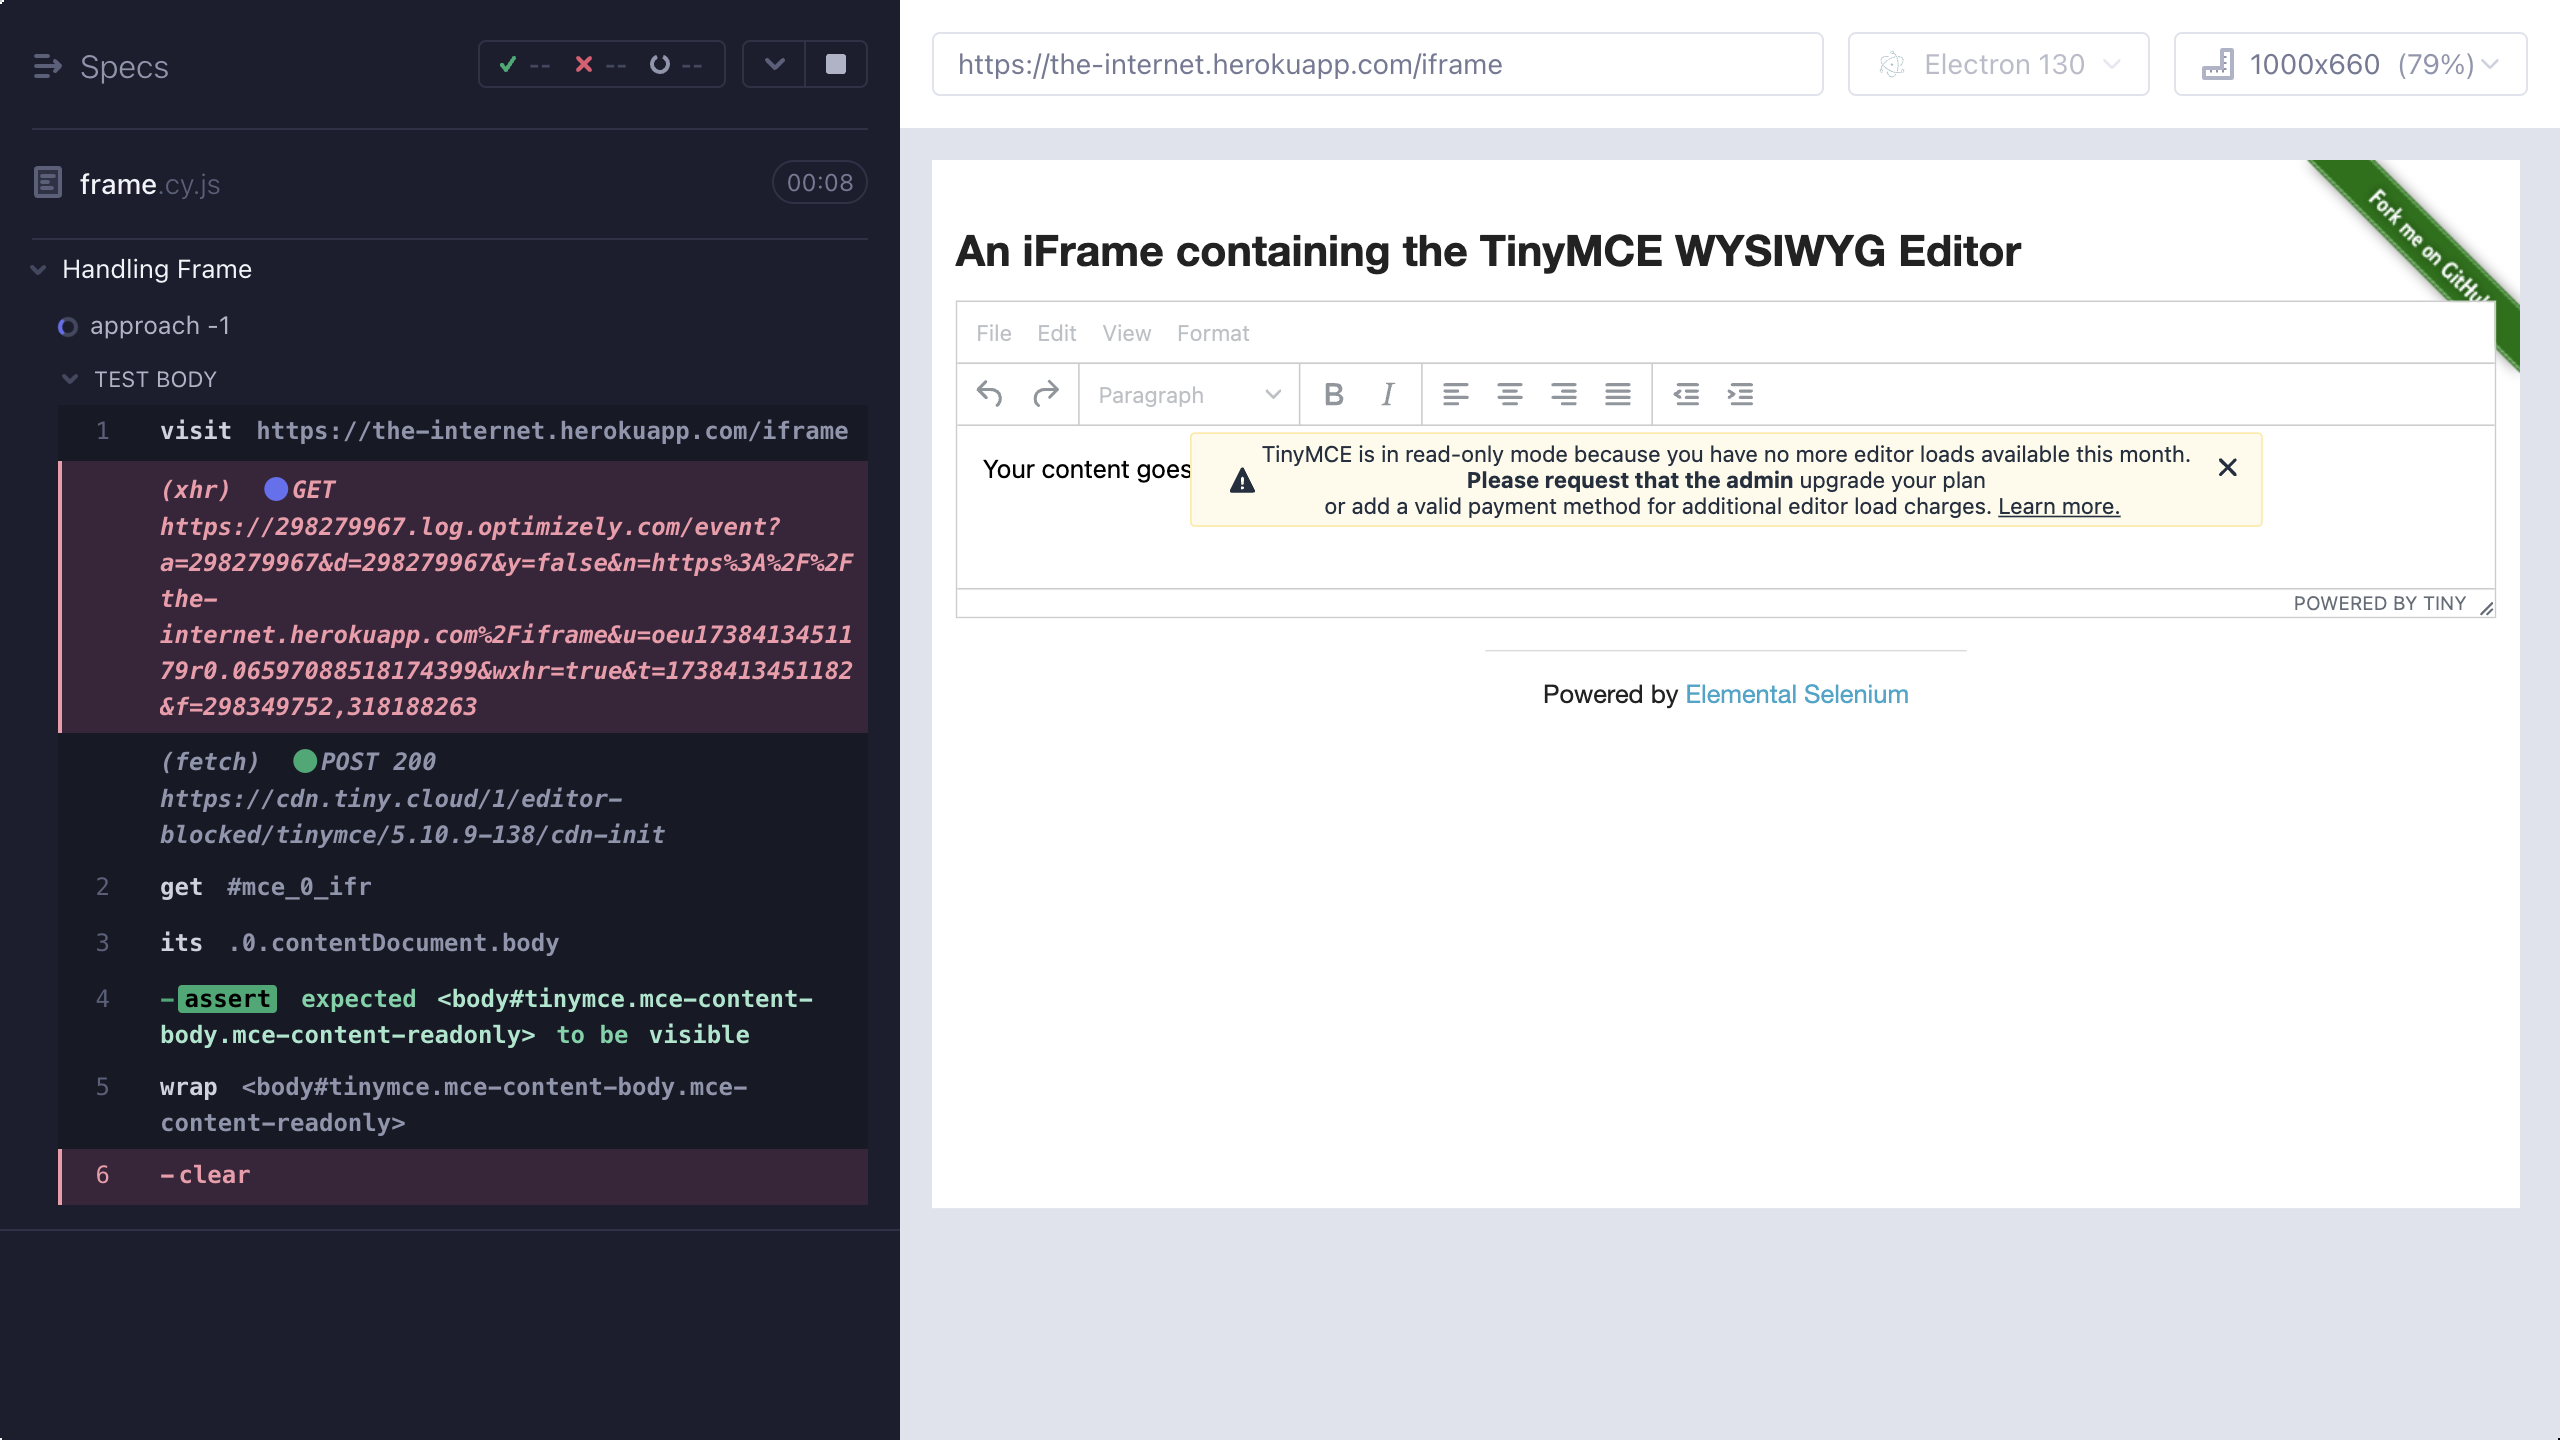 Specs
--
--
--
frame.cy.js
00:08
Handling Frame
approach -1
TEST BODY
1 visit https://the-internet.herokuapp.com/iframe
(xhr) GET
https://298279967.log.optimizely.com/event?
a=298279967&d=298279967&y=false&n=https%3A%2F%2F
the-
internet.herokuapp.com%2Fiframe&u=oeu17384134511
79r0.06597088518174399&wxhr=true&t=1738413451182
&f=298349752,318188263
(fetch) POST 200
https://cdn.tiny.cloud/1/editor-
blocked/tinymce/5.10.9-138/cdn-init
2 get #mce_0_ifr
3 its .0.contentDocument.body
4 -assert expected <body#tinymce.mce-content-
body.mce-content-readonly> to be visible
5 wrap <body#tinymce.mce-content-body.mce-
content-readonly>
6 -clear
https://the-internet.herokuapp.com/iframe
Electron 130
1000x660 (79%)
Fork me on GitHub
An iFrame containing the TinyMCE WYSIWYG Editor
File Edit View Format
Paragraph B I
Your content goes
TinyMCE is in read-only mode because you have no more editor loads available this month.
Please request that the admin upgrade your plan
or add a valid payment method for additional editor load charges. Learn more.
POWERED BY TINY
Powered by Elemental Selenium